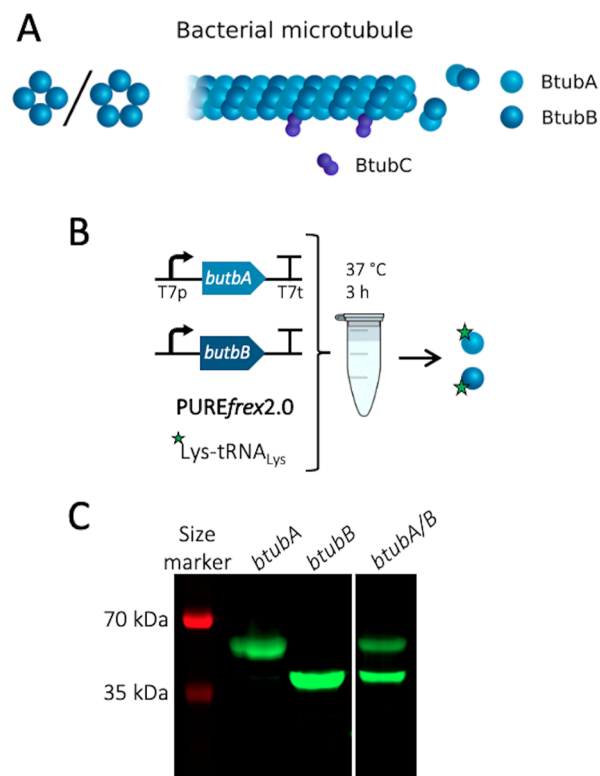 A
Bacterial microtubule
BtubA
BtubB
BtubC
B
butbA
T7p
T7t
butbB
PUREfrex2.0
Lys-tRNALys
37 °C
3 h
C
Size
marker
btubA
btubB
btubA/B
70 kDa
35 kDa